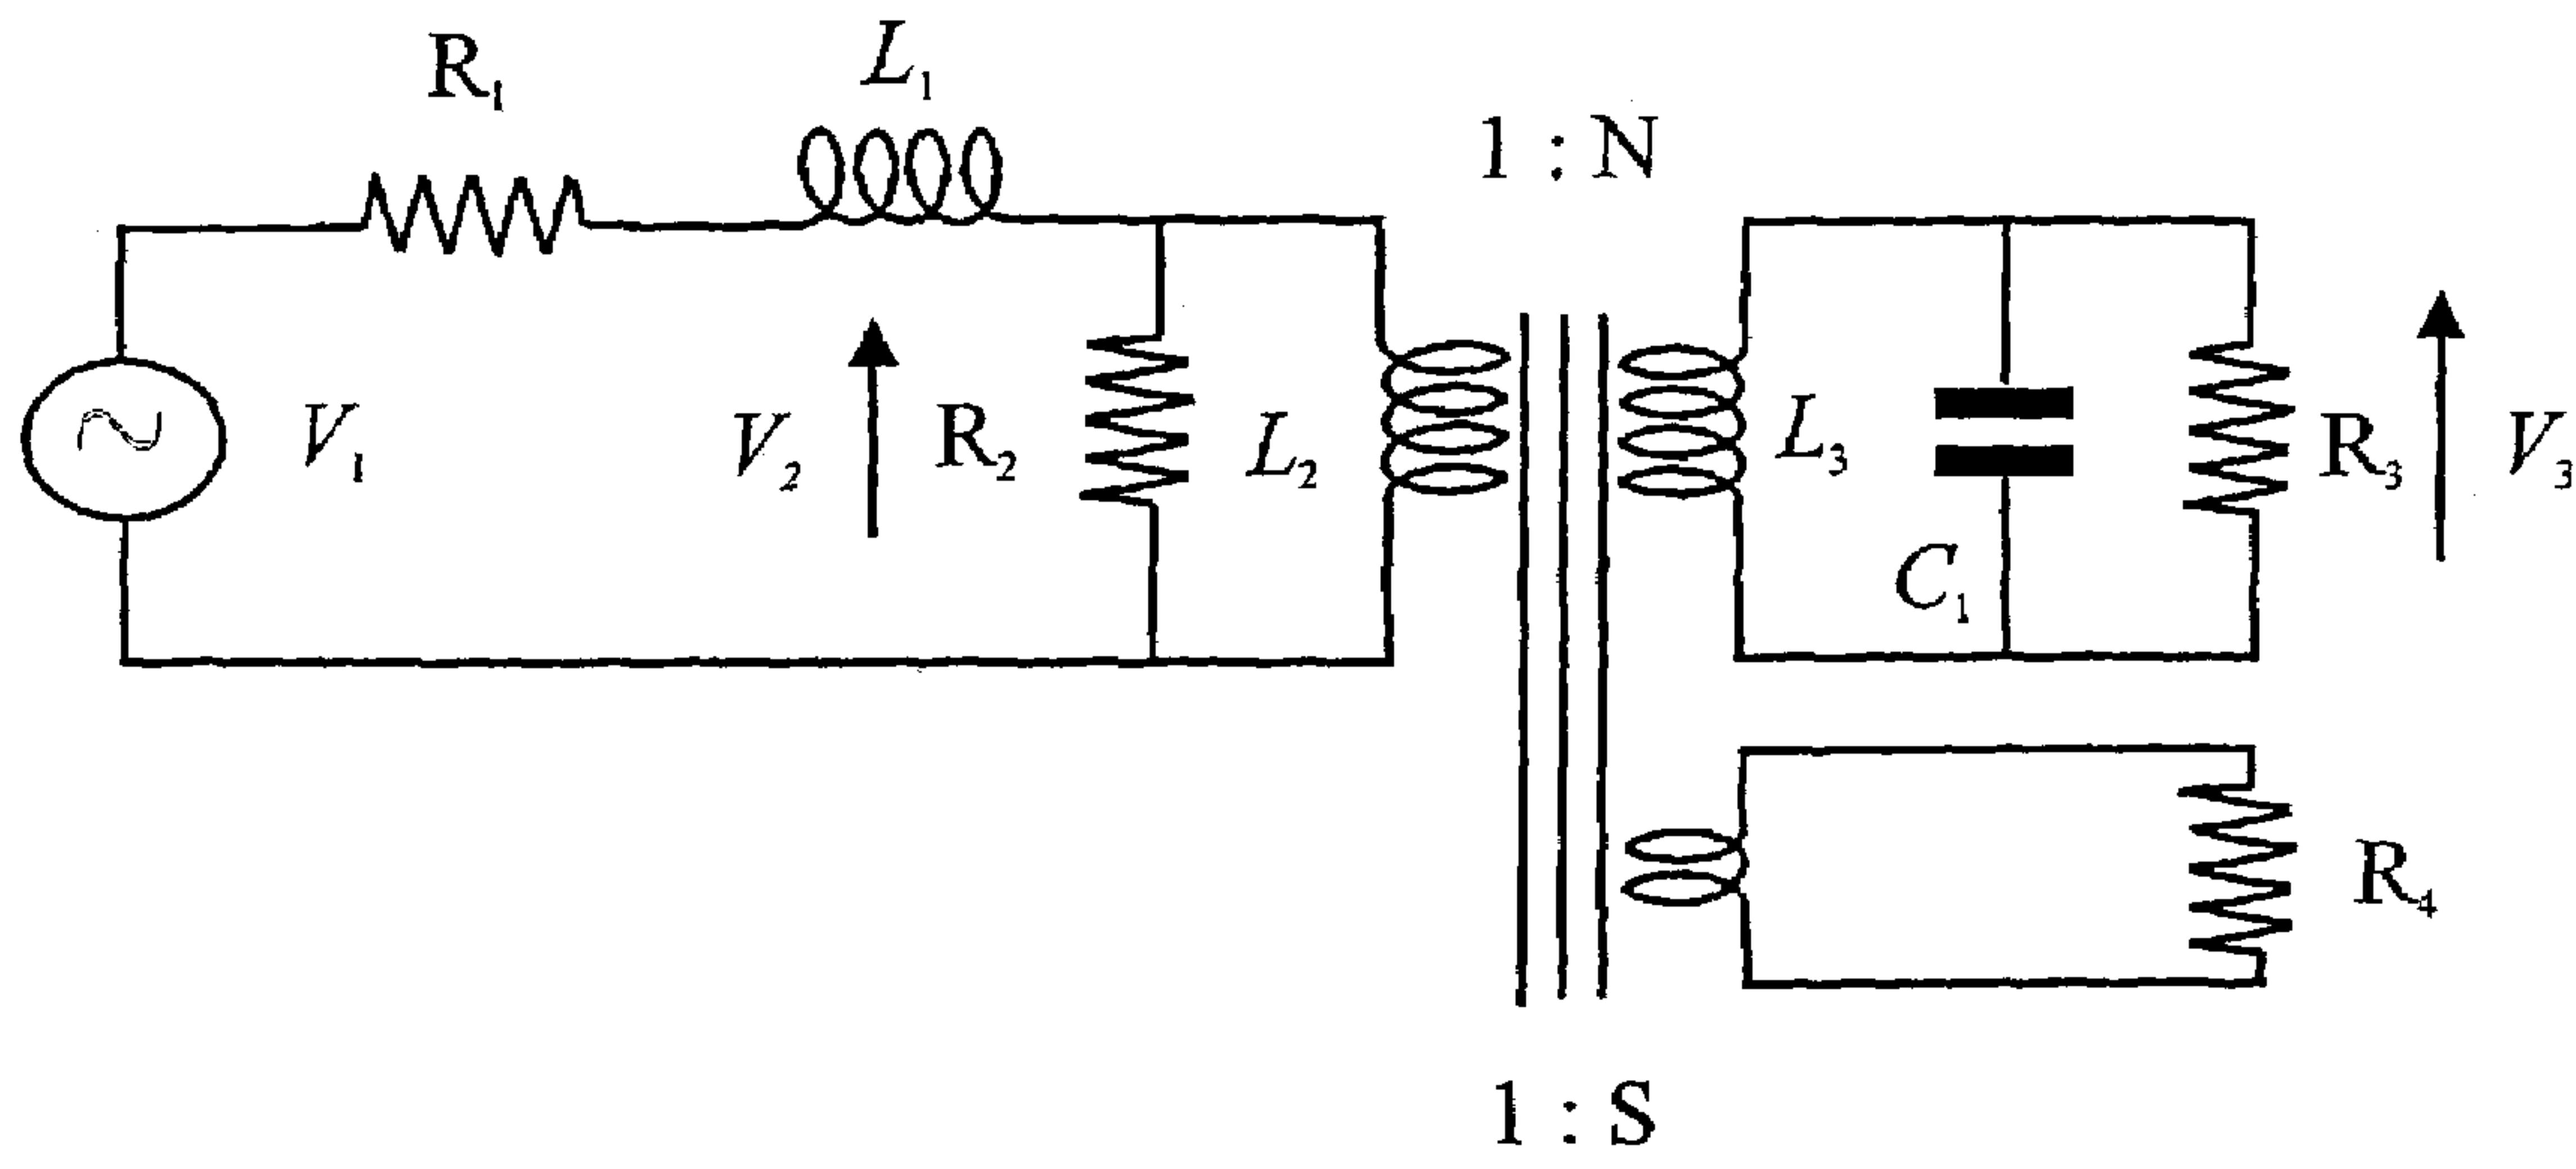 R₁
L₁
1 : N
V₁
V₂
R₂
L₂
L₃
C₁
R₃
V₃
R₄
1 : S